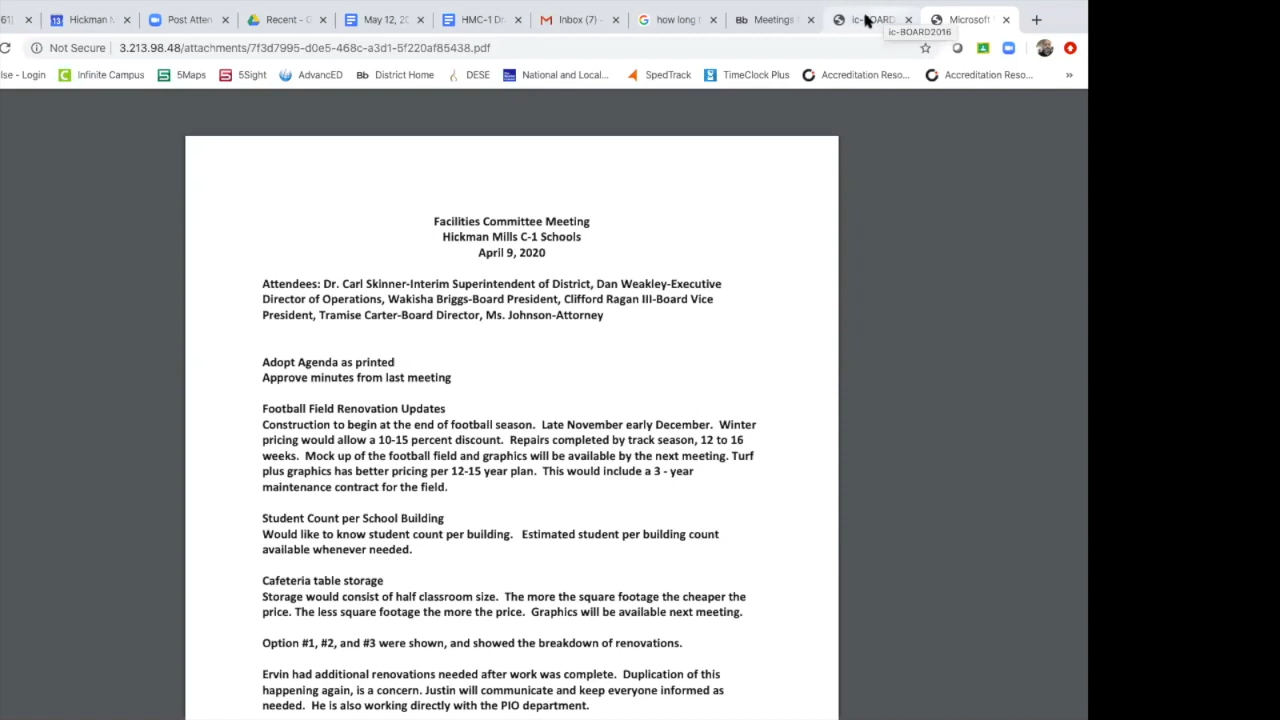 61)
Hickman M
Post Atten
Recent - G
May 12, 20
HMC-1 Dr
Inbox (7) -
how long t
Bb Meetings
ic-BOARD
Microsoft
ic-BOARD2016
Not Secure
3.213.98.48/attachments/7f3d7995-d0e5-468c-a3d1-5f220af85438.pdf
lse - Login
Infinite Campus
5Maps
5Sight
AdvancED
Bb District Home
DESE
National and Local...
SpedTrack
TimeClock Plus
Accreditation Reso...
Accreditation Reso...
»
Facilities Committee Meeting
Hickman Mills C-1 Schools
April 9, 2020
Attendees: Dr. Carl Skinner-Interim Superintendent of District, Dan Weakley-Executive
Director of Operations, Wakisha Briggs-Board President, Clifford Ragan III-Board Vice
President, Tramise Carter-Board Director, Ms. Johnson-Attorney
Adopt Agenda as printed
Approve minutes from last meeting
Football Field Renovation Updates
Construction to begin at the end of football season. Late November early December. Winter
pricing would allow a 10-15 percent discount. Repairs completed by track season, 12 to 16
weeks. Mock up of the football field and graphics will be available by the next meeting. Turf
plus graphics has better pricing per 12-15 year plan. This would include a 3 - year
maintenance contract for the field.
Student Count per School Building
Would like to know student count per building. Estimated student per building count
available whenever needed.
Cafeteria table storage
Storage would consist of half classroom size. The more the square footage the cheaper the
price. The less square footage the more the price. Graphics will be available next meeting.
Option #1, #2, and #3 were shown, and showed the breakdown of renovations.
Ervin had additional renovations needed after work was complete. Duplication of this
happening again, is a concern. Justin will communicate and keep everyone informed as
needed. He is also working directly with the PIO department.